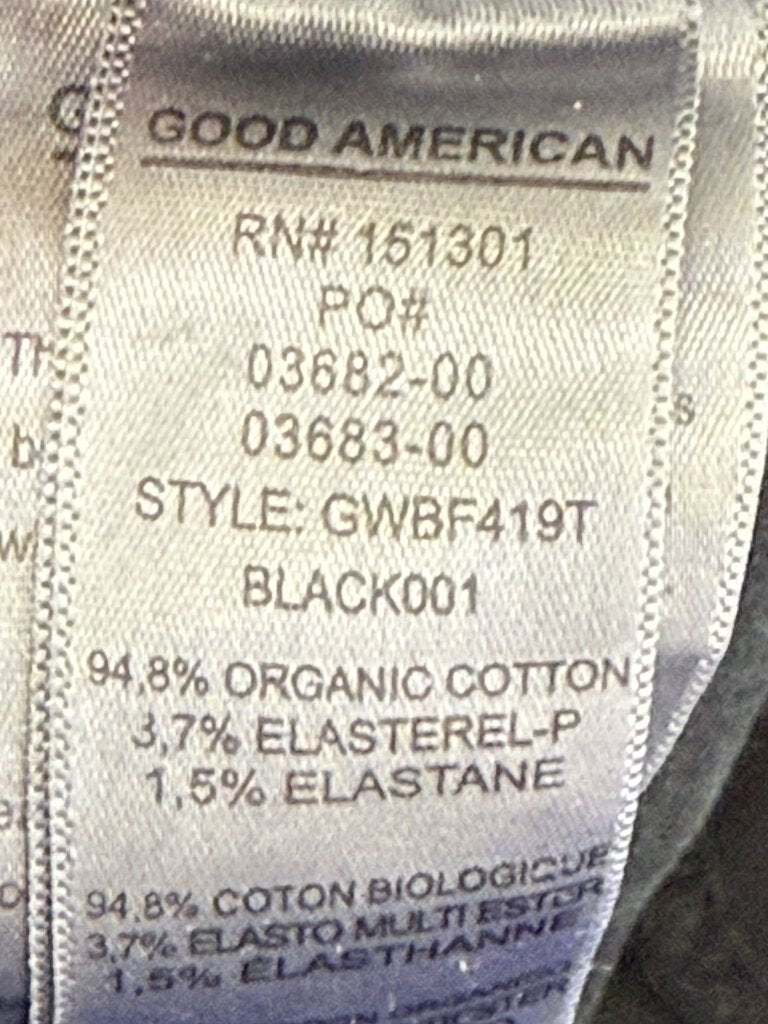 GOOD AMERICAN
RN# 151301
PO#
03682-00
03683-00
STYLE: GWBF419T
BLACK001
94,8% ORGANIC COTTON
3,7% ELASTEREL-P
1,5% ELASTANE
94,8% COTON BIOLOGIQUE
3,7% ELASTO MULTI ESTER
1,5% ÉLASTHANNE